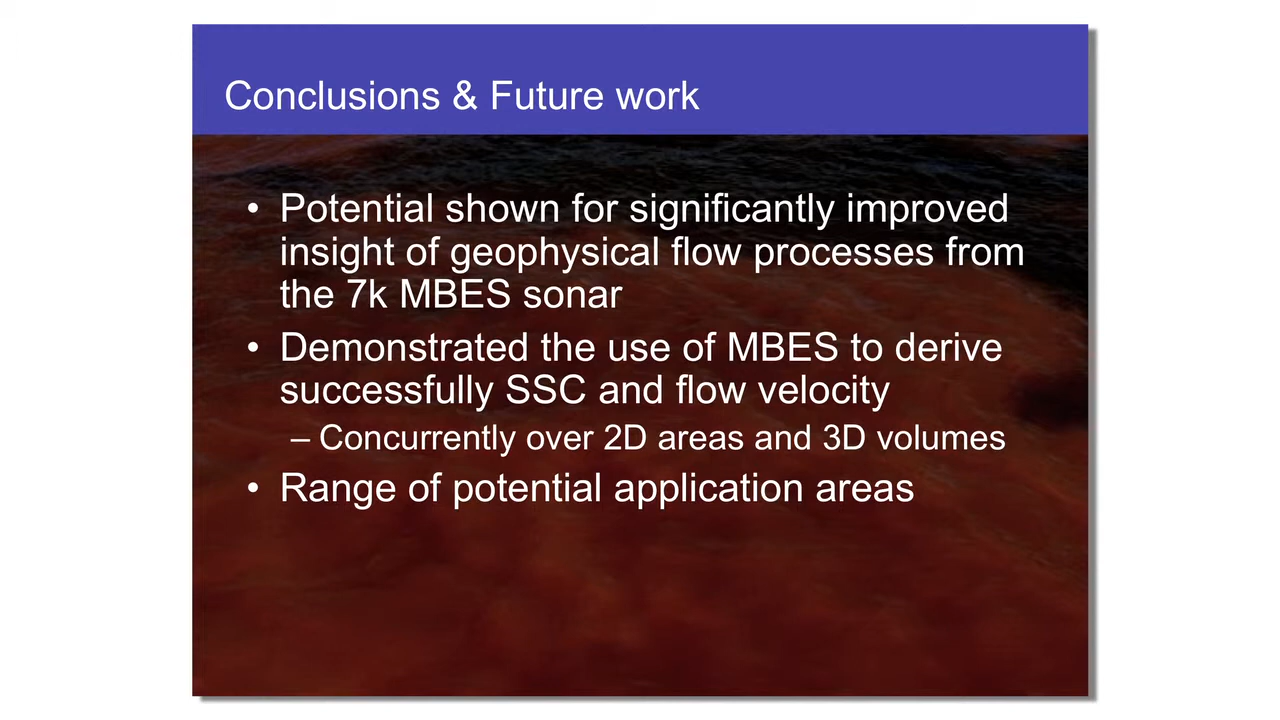 Conclusions & Future work
• Potential shown for significantly improved
insight of geophysical flow processes from
the 7k MBES sonar
• Demonstrated the use of MBES to derive
successfully SSC and flow velocity
– Concurrently over 2D areas and 3D volumes
• Range of potential application areas